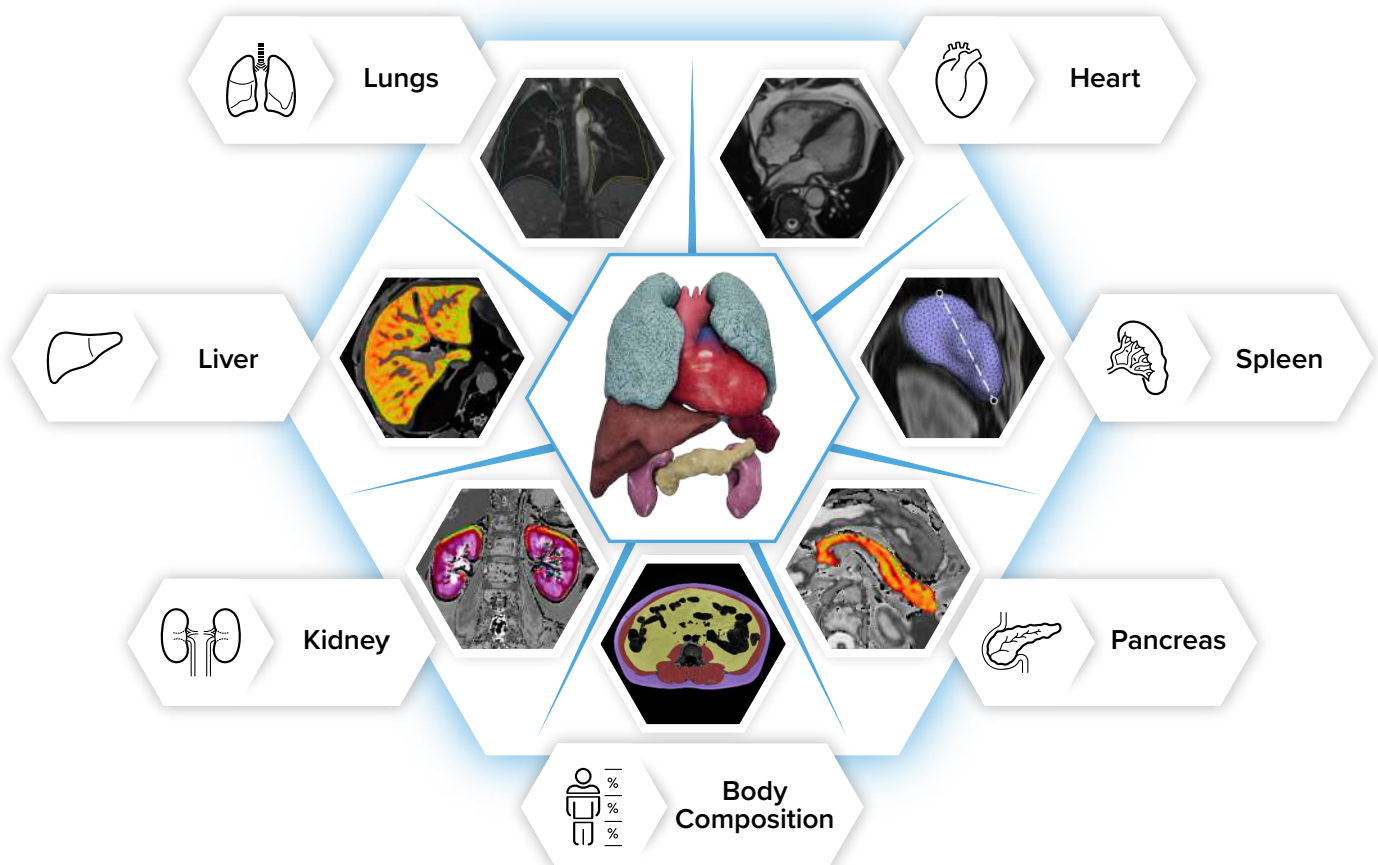 Lungs
Heart
Liver
Spleen
Kidney
Pancreas
%
%
%
Body
Composition